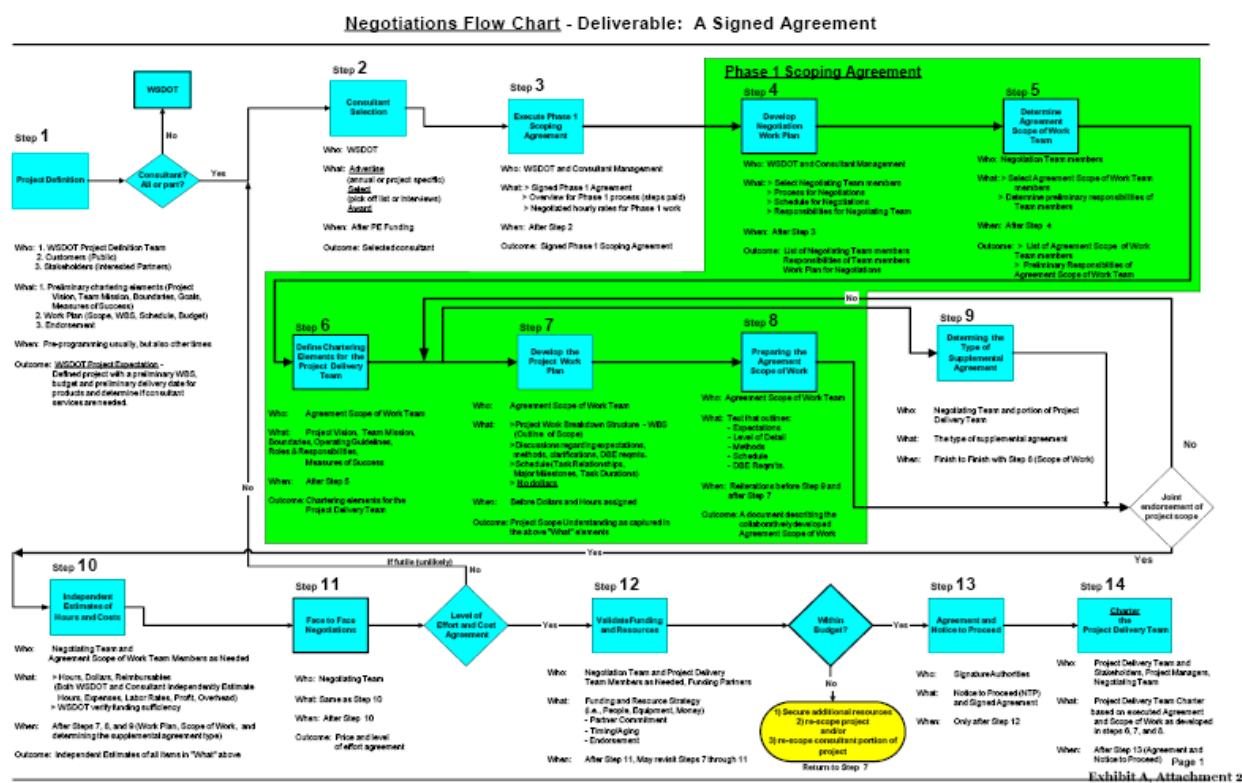 Negotiations Flow Chart - Deliverable: A Signed Agreement
WSDOT
No
Step 1
Project Definition
Consultant?
All or part?
Yes
Who: 1. WSDOT Project Definition Team
2. Customers (Public)
3. Stakeholders (Interested Partners)
What: 1. Preliminary chartering elements (Project
Vision, Team Mission, Boundaries, Goals,
Measures of Success)
2. Work Plan (Scope, WBS, Schedule, Budget)
3. Endorsement
When: Pre-programming usually, but also other times
Outcome: WSDOT Project Expectation -
Defined project with a preliminary WBS,
budget and preliminary delivery date for
products and determine if consultant
services are needed.
Step 2
Consultant
Selection
Who: WSDOT
What: Advertise
(annual or project specific)
Select
(pick off list or interviews)
Award
When: After PE Funding
Outcome: Selected consultant
Step 3
Execute Phase 1
Scoping
Agreement
Who: WSDOT and Consultant Management
What: > Signed Phase 1 Agreement
> Overview for Phase 1 process (steps paid)
> Negotiated hourly rates for Phase 1 work
When: After Step 2
Outcome: Signed Phase 1 Scoping Agreement
Phase 1 Scoping Agreement
Step 4
Develop
Negotiation
Work Plan
Who: WSDOT and Consultant Management
What: > Select Negotiating Team members
> Process for Negotiations
> Schedule for Negotiations
> Responsibilities for Negotiating Team
When: After Step 3
Outcome: List of Negotiating Team members
Responsibilities of Team members
Work Plan for Negotiations
Step 5
Determine
Agreement
Scope of Work
Team
Who: Negotiation Team members
What: > Select Agreement Scope of Work Team
members
> Determine preliminary responsibilities of
Team members
When: After Step 4
Outcome: > List of Agreement Scope of Work
Team members
> Preliminary Responsibilities of
Agreement Scope of Work Team
No
Step 6
Define Chartering
Elements for the
Project Delivery
Team
Who: Agreement Scope of Work Team
What: Project Vision, Team Mission,
Boundaries, Operating Guidelines,
Roles & Responsibilities,
Measures of Success
When: After Step 5
Outcome: Chartering elements for the
Project Delivery Team
Step 7
Develop the
Project Work
Plan
Who: Agreement Scope of Work Team
What: >Project Work Breakdown Structure - WBS
(Outline of Scope)
>Discussions regarding expectations,
methods, clarifications, DBE reqmts.
>Schedule (Task Relationships,
Major Milestones, Task Durations)
> No dollars
When: Before Dollars and Hours assigned
Outcome: Project Scope Understanding as captured in
the above "What" elements
Step 8
Preparing the
Agreement
Scope of Work
Who: Agreement Scope of Work Team
What: Text that outlines:
- Expectations
- Level of Detail
- Methods
- Schedule
- DBE Reqmts.
When: Reiterations before Step 9 and
after Step 7
Outcome: A document describing the
collaboratively developed
Agreement Scope of Work
Step 9
Determing the
Type of
Supplemental
Agreement
Who: Negotiating Team and portion of Project
Delivery Team
What: The type of supplemental agreement
When: Finish to Finish with Step 8 (Scope of Work)
No
Joint
endorsement of
project scope
Yes
Yes
No
If futile (unlikely)
No
Step 10
Independent
Estimates of
Hours and Costs
Who: Negotiating Team and
Agreement Scope of Work Team Members as Needed
What: > Hours, Dollars, Reimbursables
(Both WSDOT and Consultant Independently Estimate
Hours, Expenses, Labor Rates, Profit, Overhead)
> WSDOT verify funding sufficiency
When: After Steps 7, 8, and 9 (Work Plan, Scope of Work, and
determining the supplemental agreement type)
Outcome: Independent Estimates of all items in "What" above
Step 11
Face to Face
Negotiations
Who: Negotiating Team
What: Same as Step 10
When: After Step 10
Outcome: Price and level
of effort agreement
Level of
Effort and Cost
Agreement
Yes
Step 12
Validate Funding
and Resources
Who: Negotiation Team and Project Delivery
Team Members as Needed, Funding Partners
What: Funding and Resource Strategy
(i.e., People, Equipment, Money)
- Partner Commitment
- Timing/Aging
- Endorsement
When: After Step 11, May revisit Steps 7 through 11
Within
Budget?
Yes
No
1) Secure additional resources
2) re-scope project
and/or
3) re-scope consultant portion of
project
Return to Step 7
Step 13
Agreement and
Notice to Proceed
Who: Signature Authorities
What: Notice to Proceed (NTP)
and Signed Agreement
When: Only after Step 12
Step 14
Charter
the
Project Delivery Team
Who: Project Delivery Team and
Stakeholders, Project Managers,
Negotiating Team
What: Project Delivery Team Charter
based on executed Agreement
and Scope of Work as developed
in steps 6, 7, and 8.
When: After Step 13 (Agreement and
Notice to Proceed)
Page 1
Exhibit A, Attachment 2